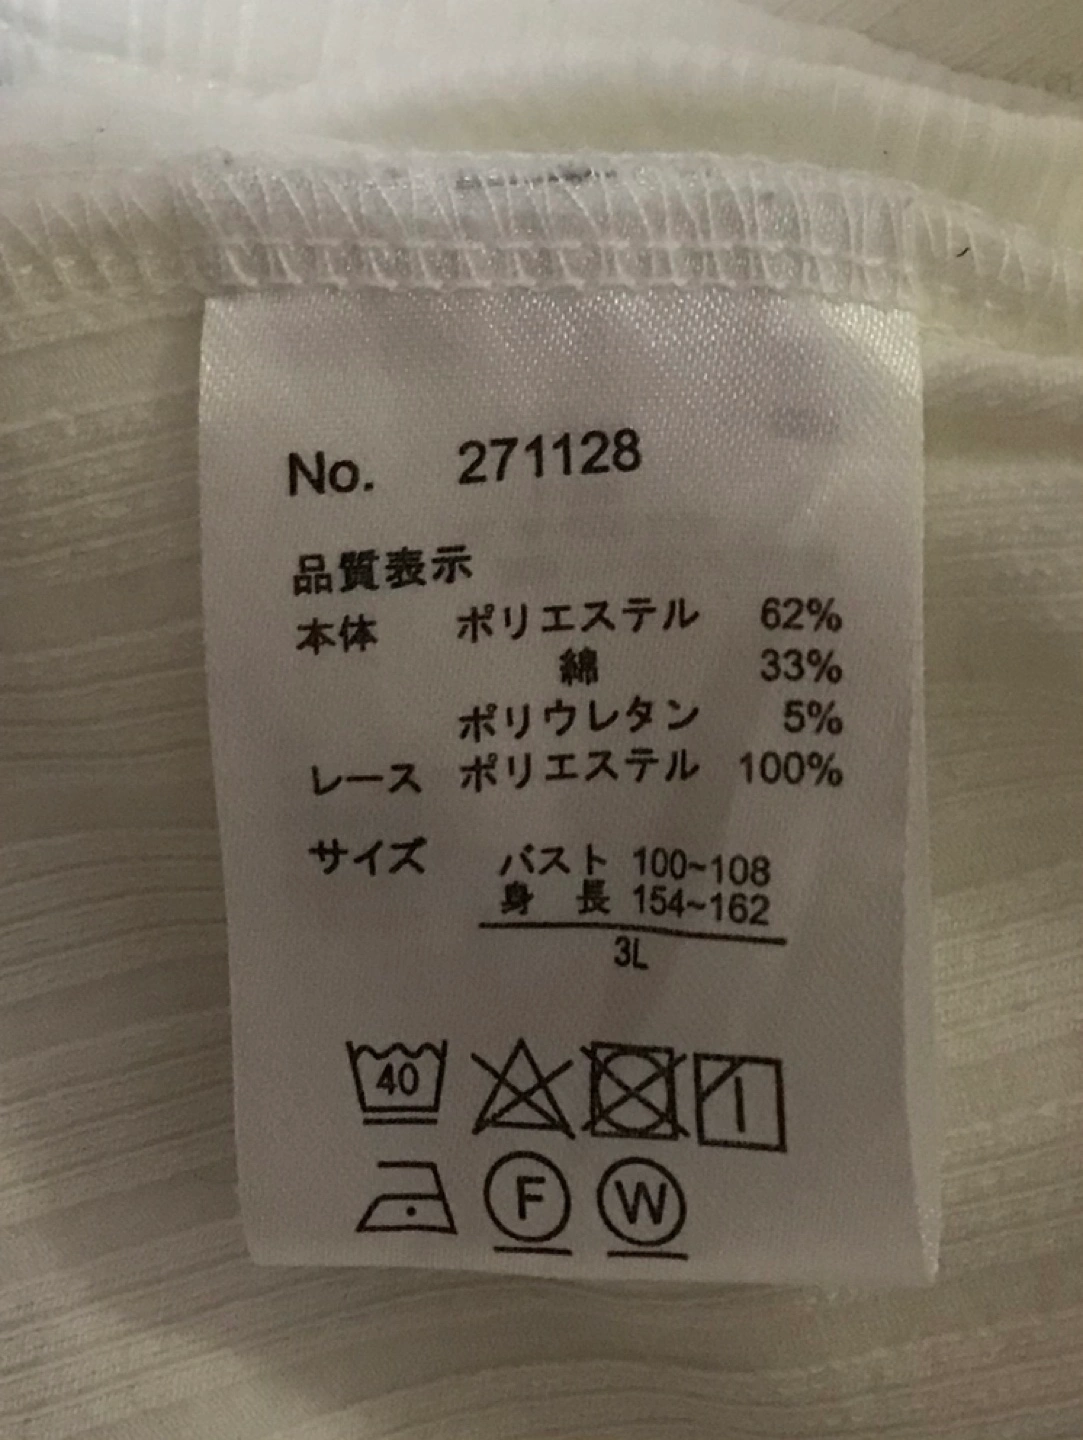 No. 271128
品質表示
本体 ポリエステル 62%
綿 33%
ポリウレタン 5%
レース ポリエステル 100%
サイズ バスト 100~108
身長 154~162
3L
40
F W